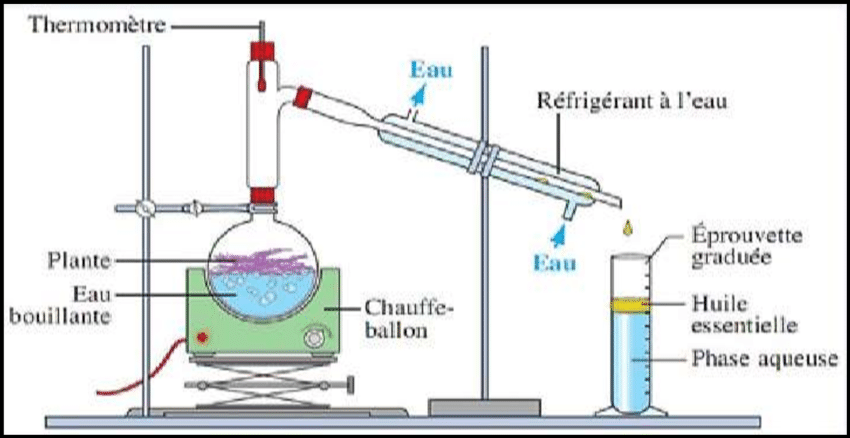 Thermomètre
Eau
Réfrigérant à l'eau
Eau
Éprouvette
graduée
Plante
Eau
bouillante
Chauffe-
ballon
Huile
essentielle
Phase aqueuse